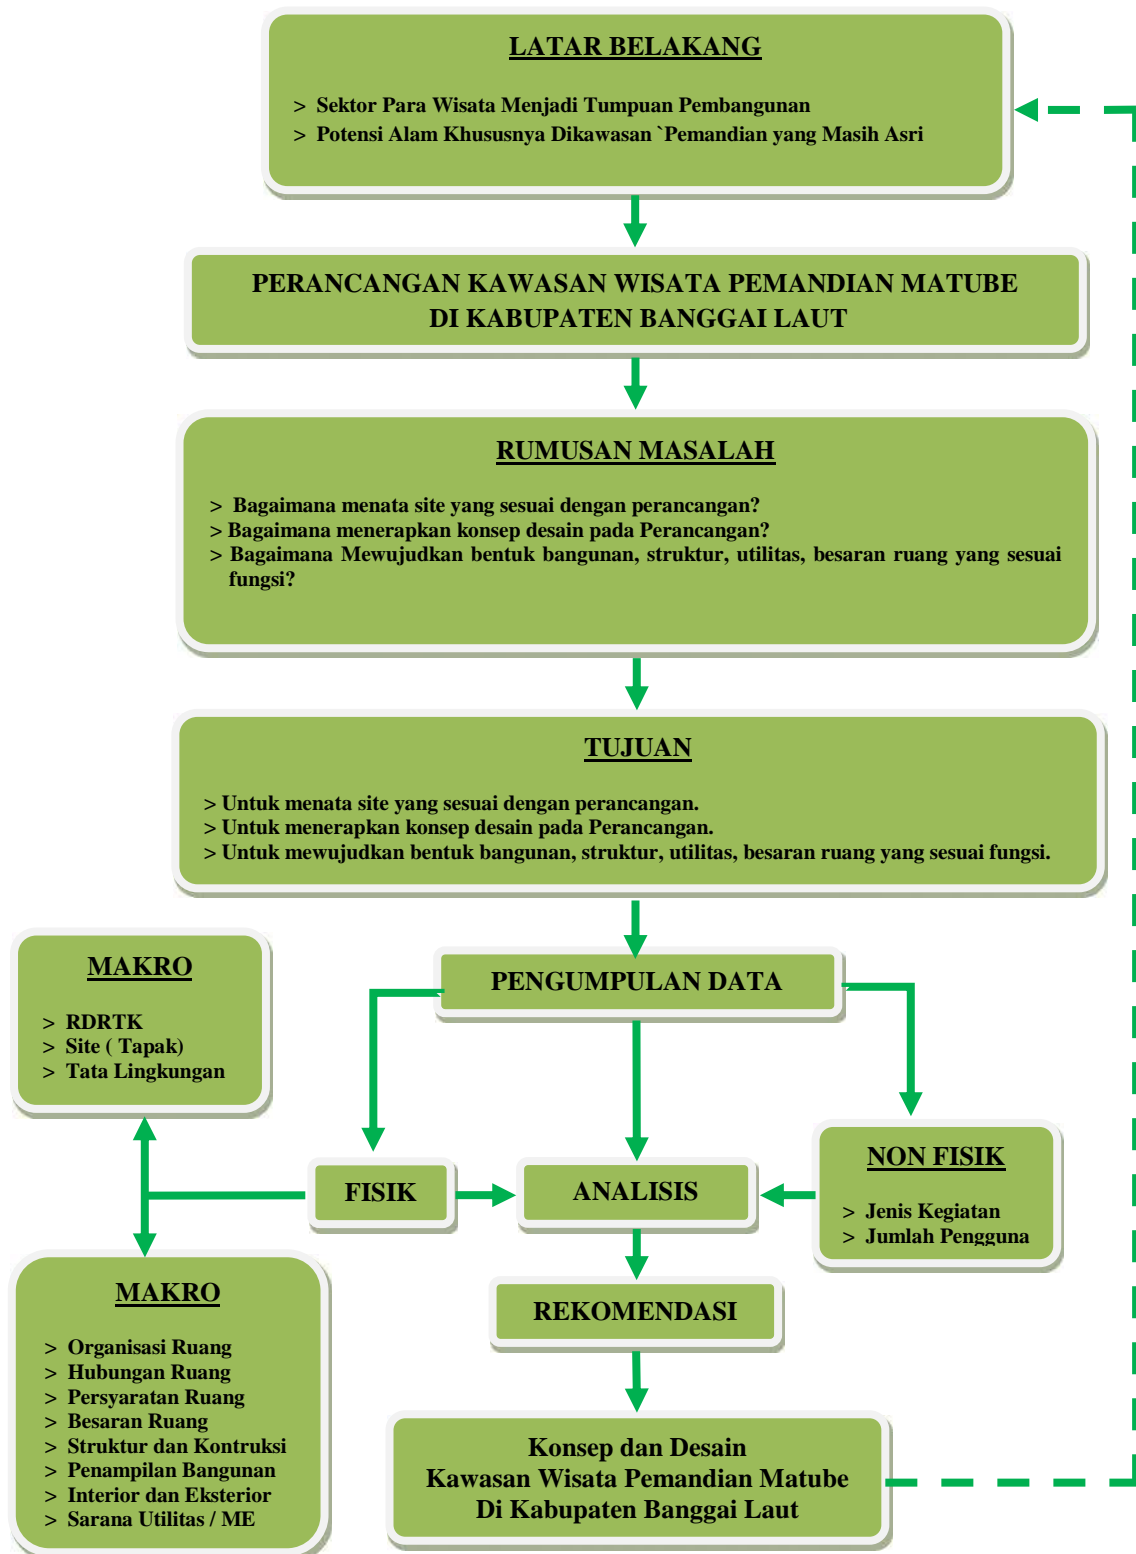 LATAR BELAKANG
> Sektor Para Wisata Menjadi Tumpuan Pembangunan
> Potensi Alam Khususnya Dikawasan `Pemandian yang Masih Asri
PERANCANGAN KAWASAN WISATA PEMANDIAN MATUBE
DI KABUPATEN BANGGAI LAUT
RUMUSAN MASALAH
> Bagaimana menata site yang sesuai dengan perancangan?
> Bagaimana menerapkan konsep desain pada Perancangan?
> Bagaimana Mewujudkan bentuk bangunan, struktur, utilitas, besaran ruang yang sesuai
fungsi?
TUJUAN
> Untuk menata site yang sesuai dengan perancangan.
> Untuk menerapkan konsep desain pada Perancangan.
> Untuk mewujudkan bentuk bangunan, struktur, utilitas, besaran ruang yang sesuai fungsi.
MAKRO
> RDRTK
> Site ( Tapak)
> Tata Lingkungan
PENGUMPULAN DATA
FISIK
ANALISIS
NON FISIK
> Jenis Kegiatan
> Jumlah Pengguna
MAKRO
> Organisasi Ruang
> Hubungan Ruang
> Persyaratan Ruang
> Besaran Ruang
> Struktur dan Kontruksi
> Penampilan Bangunan
> Interior dan Eksterior
> Sarana Utilitas / ME
REKOMENDASI
Konsep dan Desain
Kawasan Wisata Pemandian Matube
Di Kabupaten Banggai Laut